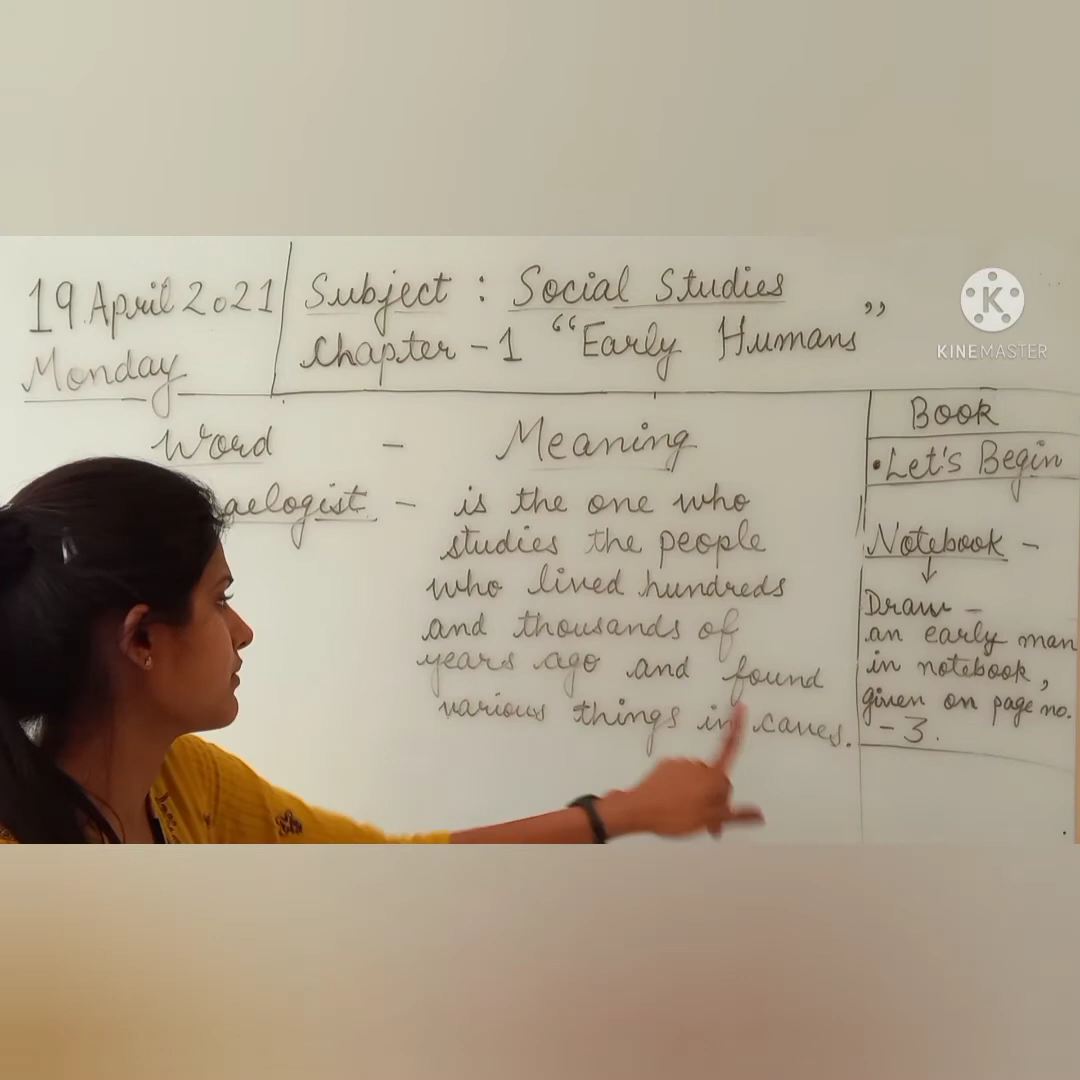 19 April 2021
Monday
Subject : Social Studies
Chapter - 1 "Early Humans"
Word - Meaning
aelogist - is the one who
studies the people
who lived hundreds
and thousands of
years ago and found
various things in caves.
Book
• Let's Begin
Notebook -
Draw -
an early man
in notebook,
given on page no.
- 3.
K
KINEMASTER